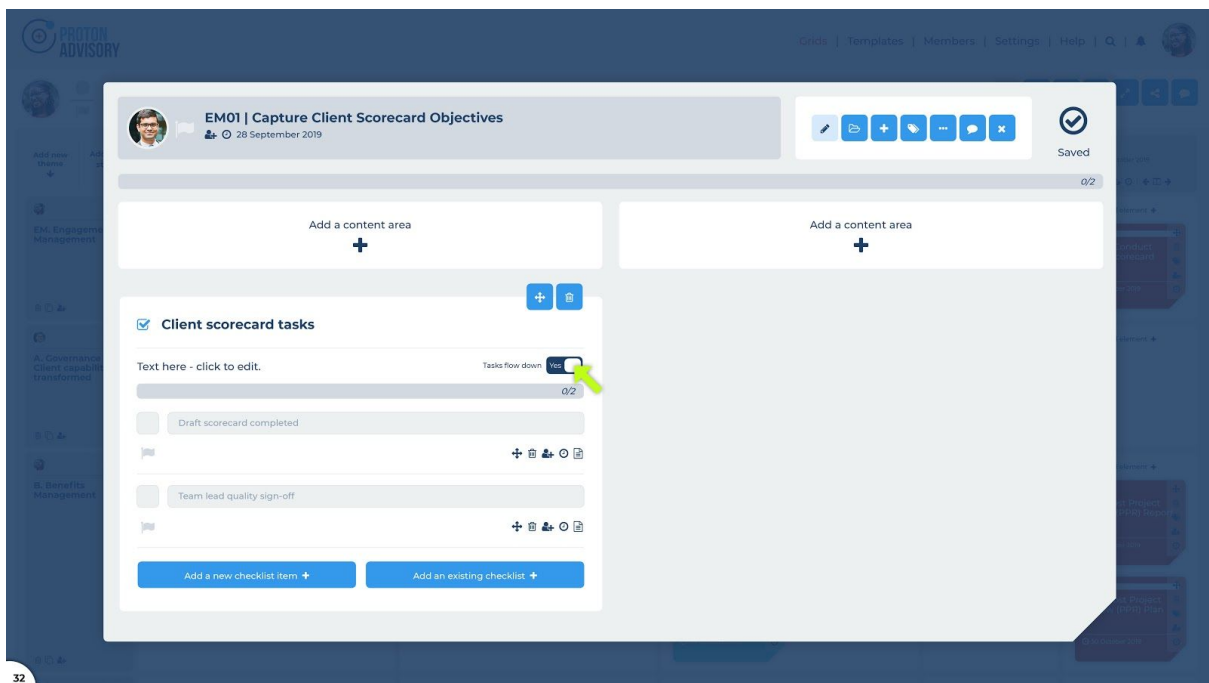 PROTON
ADVISORY
Grids | Templates | Members | Settings | Help |
EM01 | Capture Client Scorecard Objectives
28 September 2019
Saved
0/2
Add new
theme
EM. Engageme
Management
A. Governance
Client capabilit
transformed
B. Benefits
Management
Add a content area
Add a content area
Client scorecard tasks
Text here - click to edit.
Tasks flow down Yes
0/2
Draft scorecard completed
Team lead quality sign-off
Add a new checklist item +
Add an existing checklist +
32